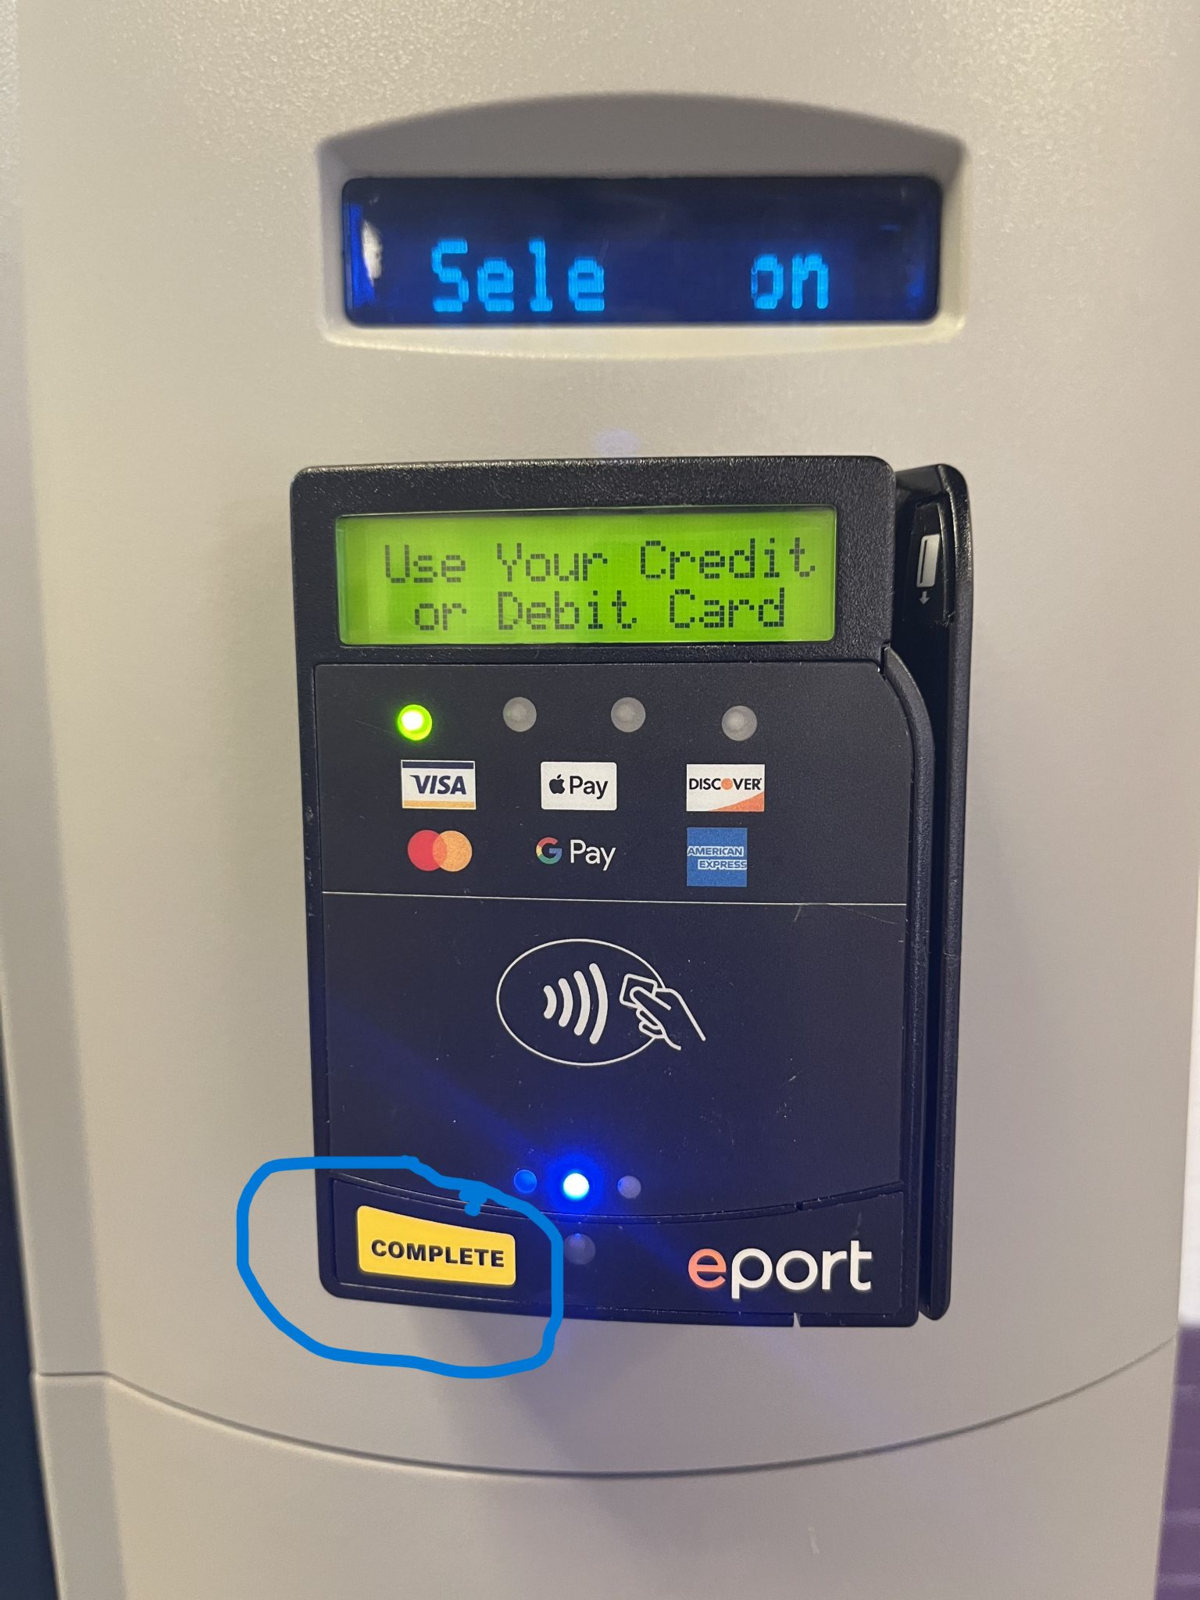 Sele on
Use Your Credit
or Debit Card
VISA
Pay
DISCOVER
G Pay
AMERICAN
EXPRESS
COMPLETE
eport